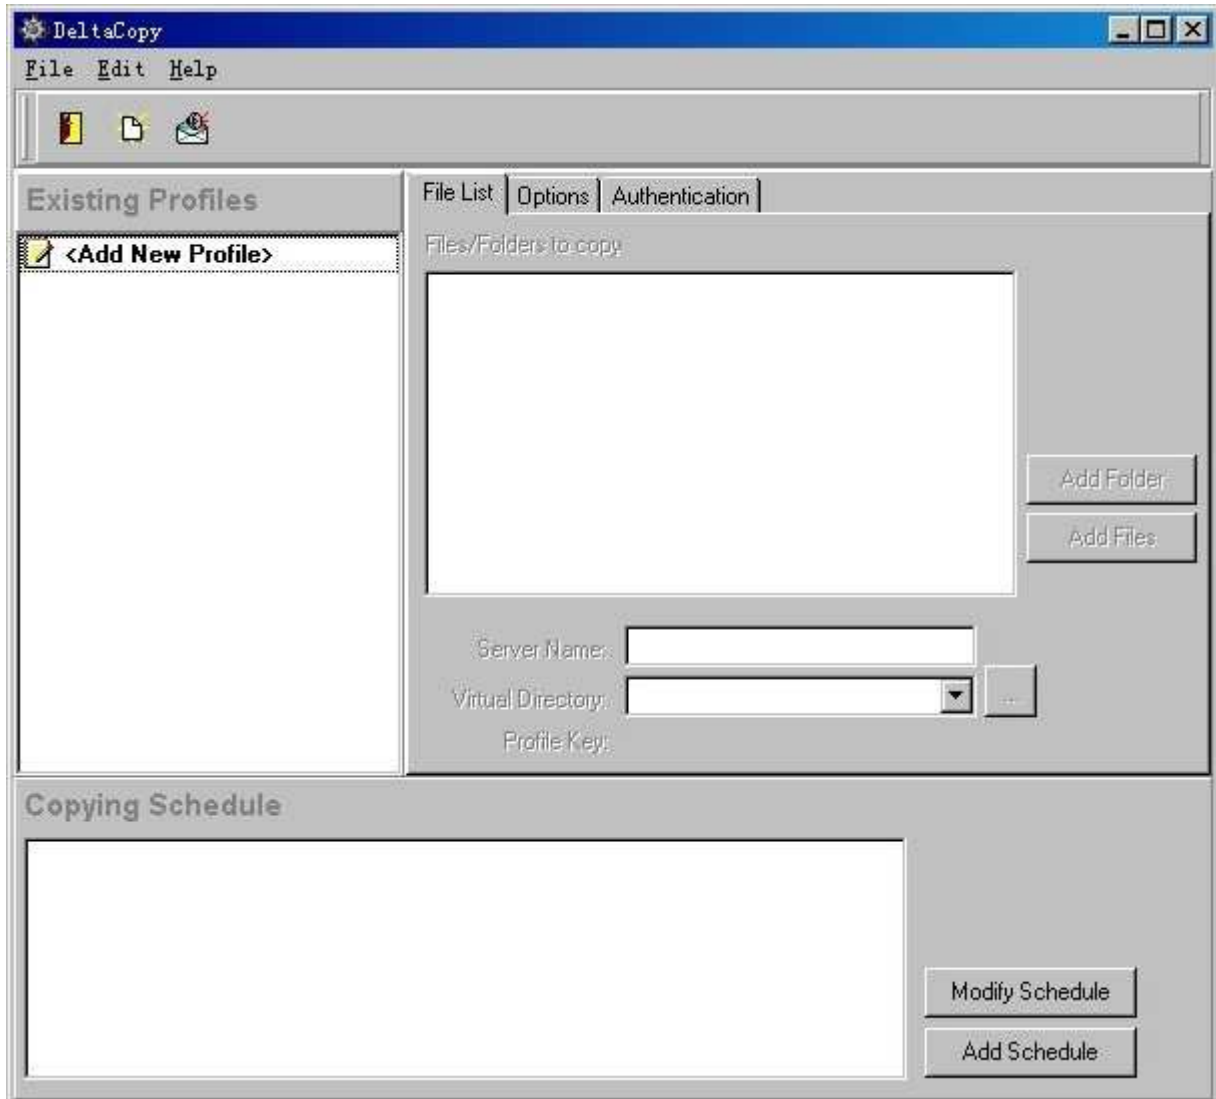 DeltaCopy
File Edit Help
Existing Profiles
<Add New Profile>
File List Options Authentication
Files/Folders to copy
Add Folder
Add Files
Server Name:
Virtual Directory:
...
Profile Key:
Copying Schedule
Modify Schedule
Add Schedule